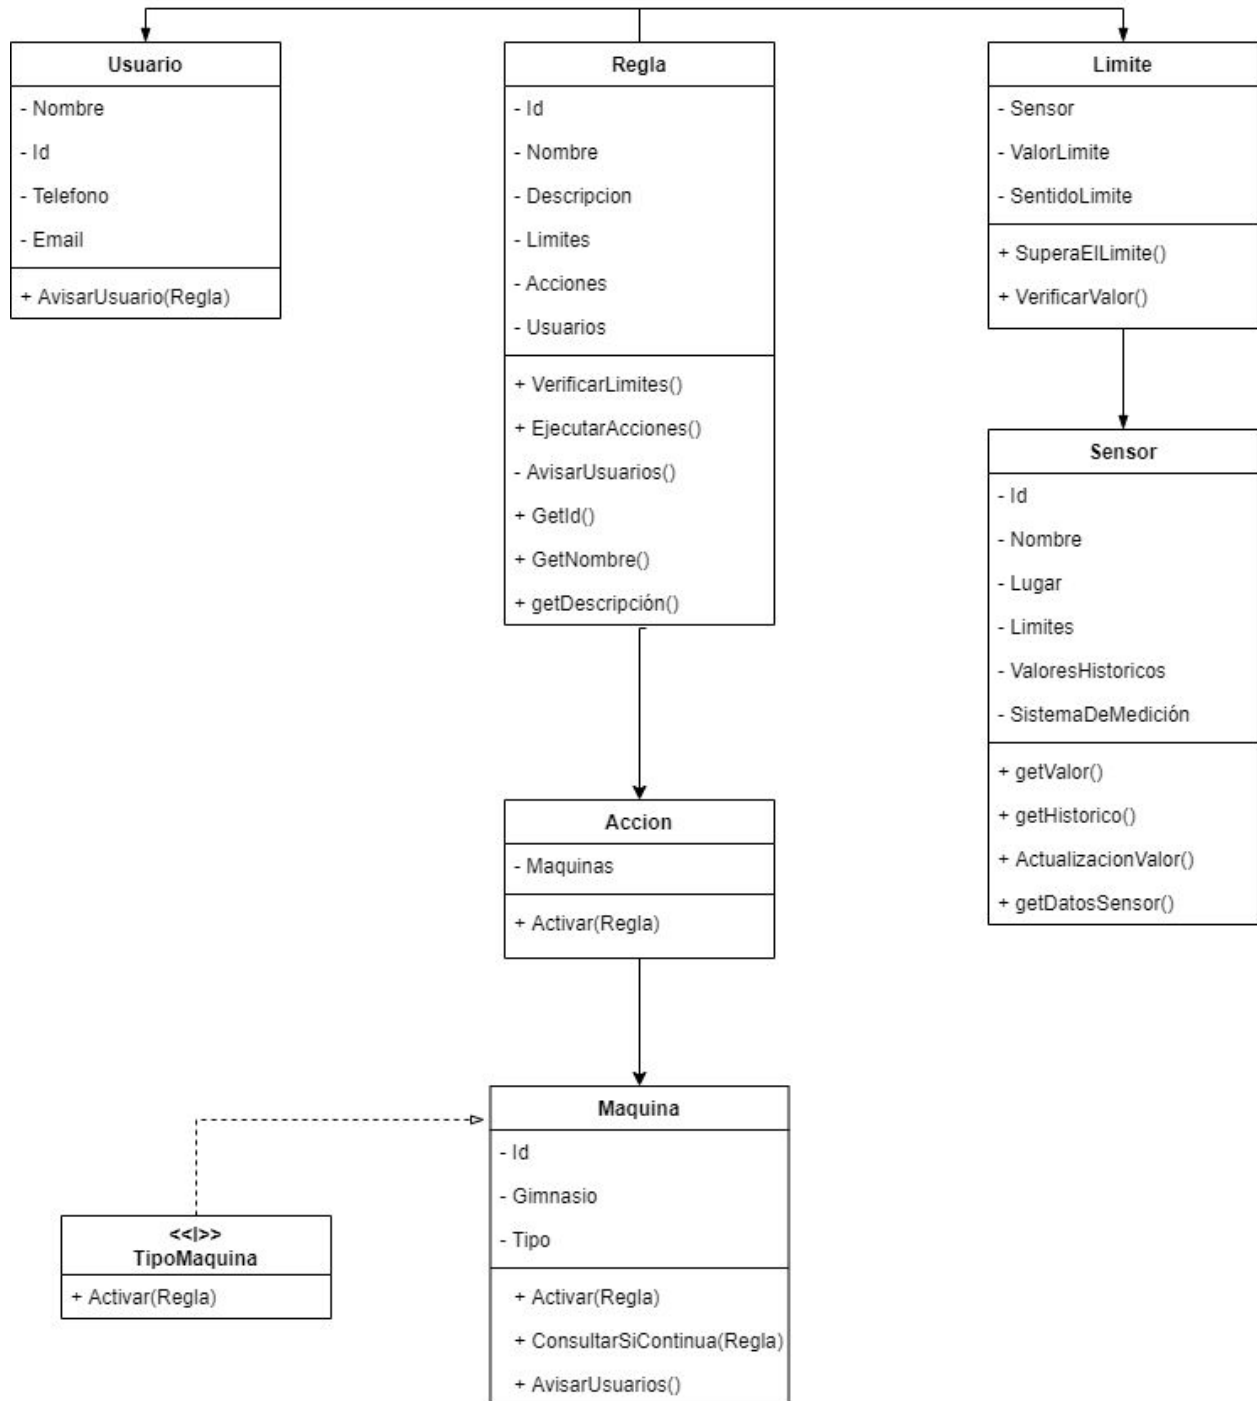 Usuario
- Nombre
- Id
- Telefono
- Email
+ AvisarUsuario(Regla)
Regla
- Id
- Nombre
- Descripcion
- Limites
- Acciones
- Usuarios
+ VerificarLimites()
+ EjecutarAcciones()
- AvisarUsuarios()
+ GetId()
+ GetNombre()
+ getDescripción()
Limite
- Sensor
- ValorLimite
- SentidoLimite
+ SuperaElLimite()
+ VerificarValor()
Sensor
- Id
- Nombre
- Lugar
- Limites
- ValoresHistoricos
- SistemaDeMedición
+ getValor()
+ getHistorico()
+ ActualizacionValor()
+ getDatosSensor()
Accion
- Maquinas
+ Activar(Regla)
Maquina
- Id
- Gimnasio
- Tipo
+ Activar(Regla)
+ ConsultarSiContinua(Regla)
+ AvisarUsuarios()
<<I>>
TipoMaquina
+ Activar(Regla)